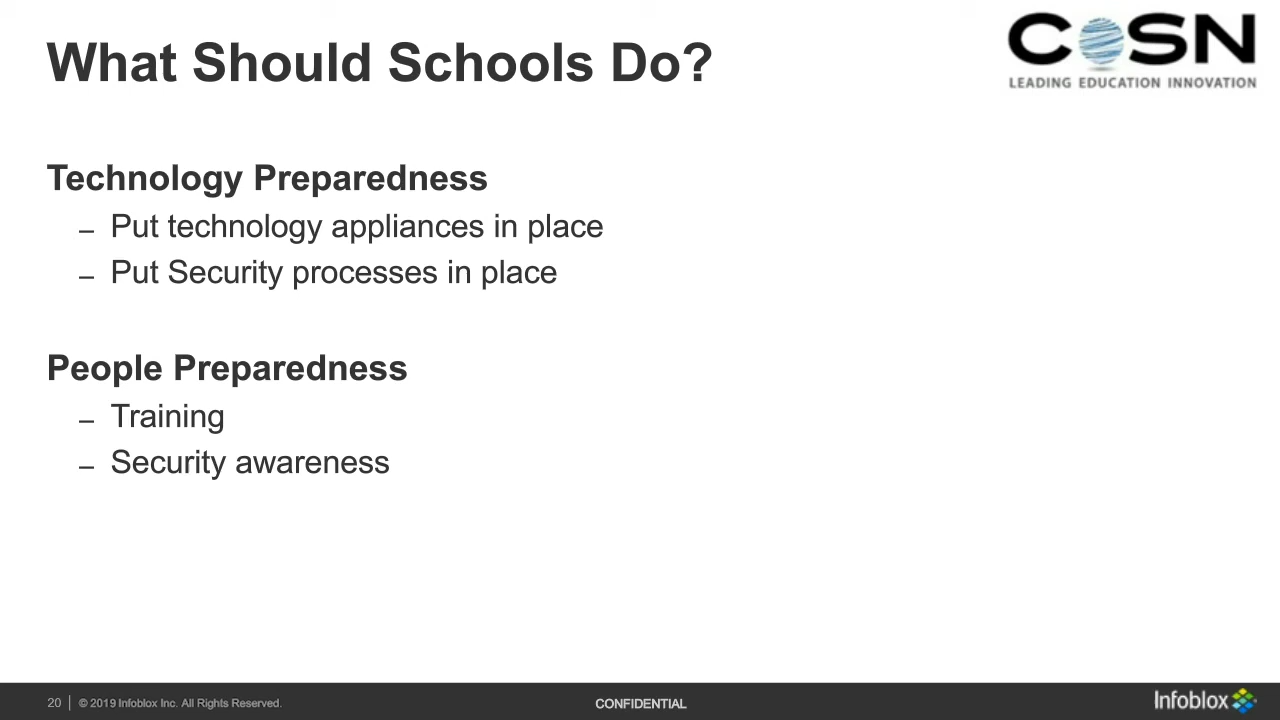 What Should Schools Do?
COSN
LEADING EDUCATION INNOVATION
Technology Preparedness
– Put technology appliances in place
– Put Security processes in place
People Preparedness
– Training
– Security awareness
20 | © 2019 Infoblox Inc. All Rights Reserved.
CONFIDENTIAL
Infoblox